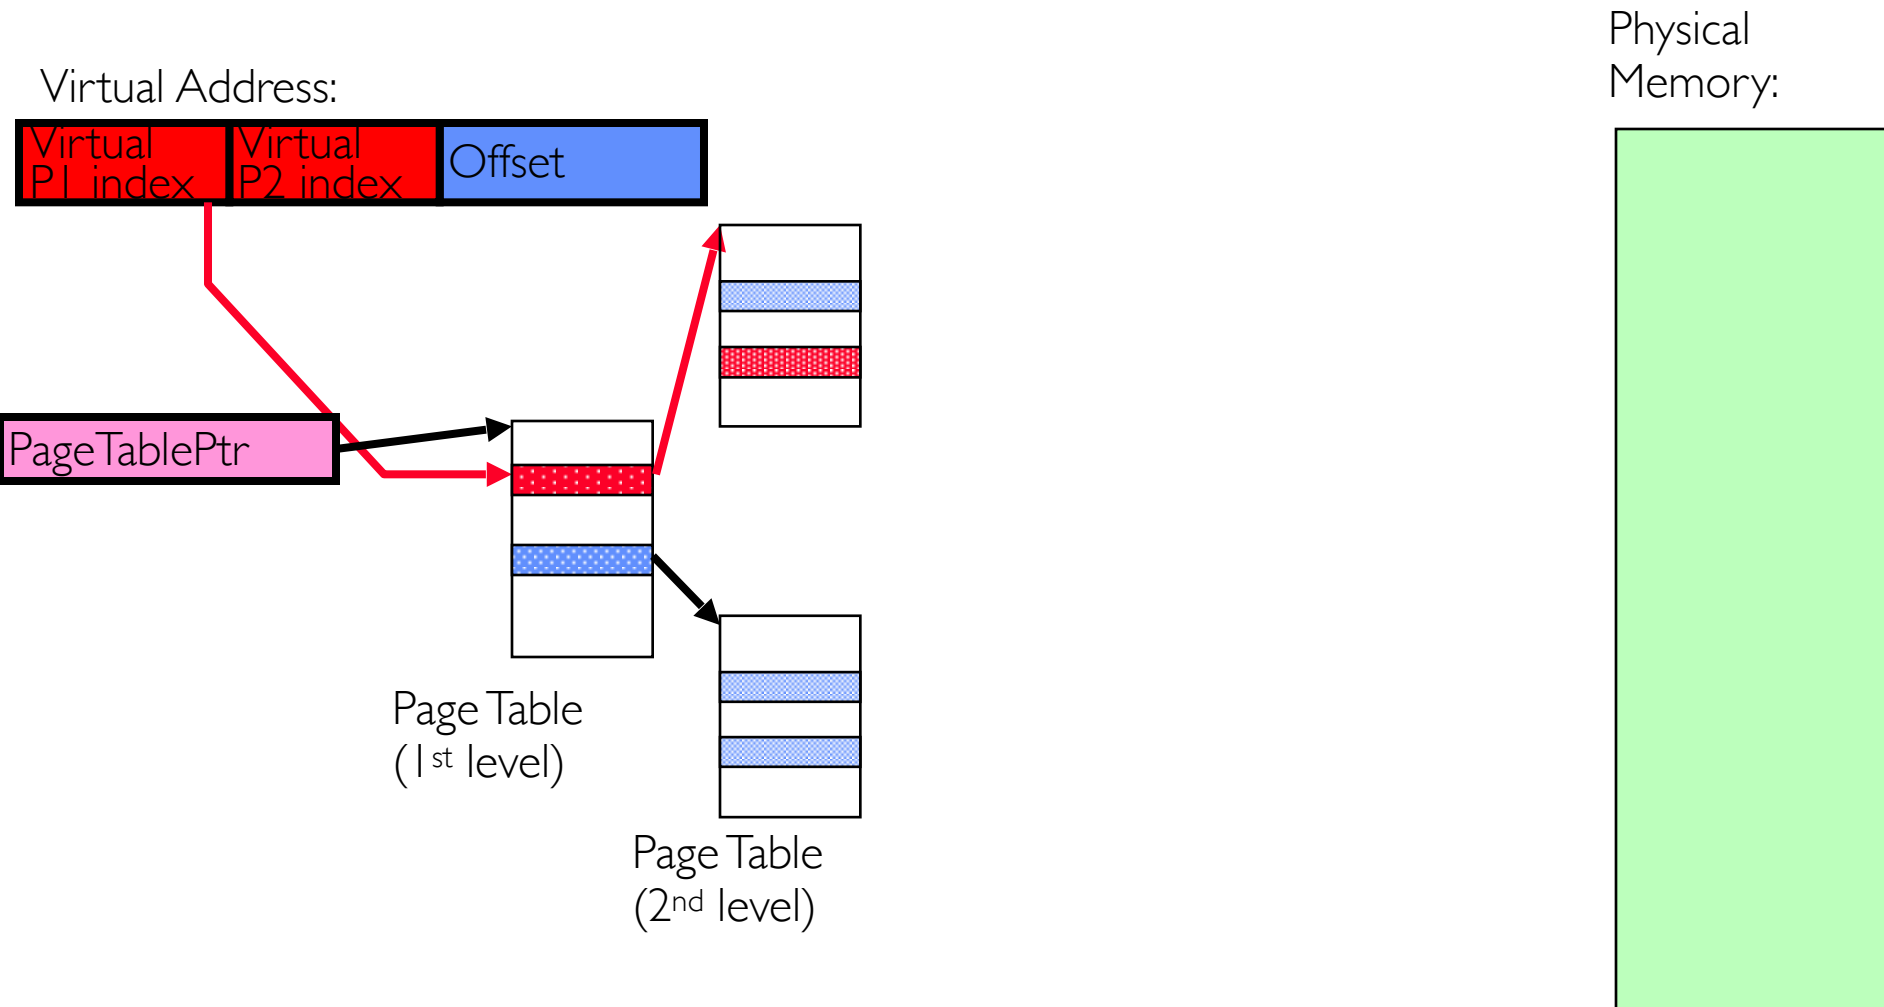 Physical
Memory:
Virtual Address:
Virtual
P1 index
Virtual
P2 index
Offset
PageTablePtr
Page Table
(1st level)
Page Table
(2nd level)